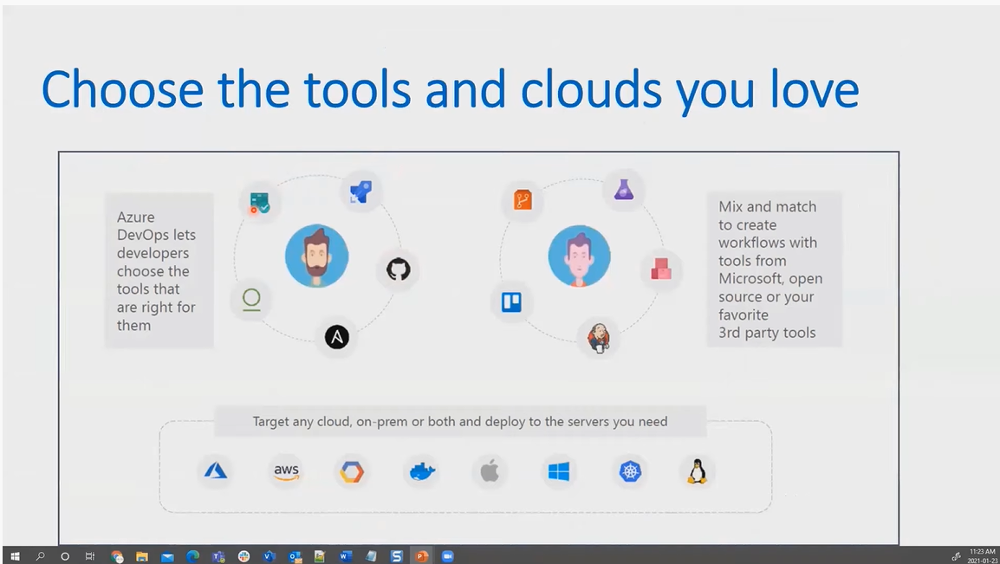 Choose the tools and clouds you love
Azure
DevOps lets
developers
choose the
tools that
are right for
them
Mix and match
to create
workflows with
tools from
Microsoft, open
source or your
favorite
3rd party tools
Target any cloud, on-prem or both and deploy to the servers you need
aws
11:23 AM
2021-01-23